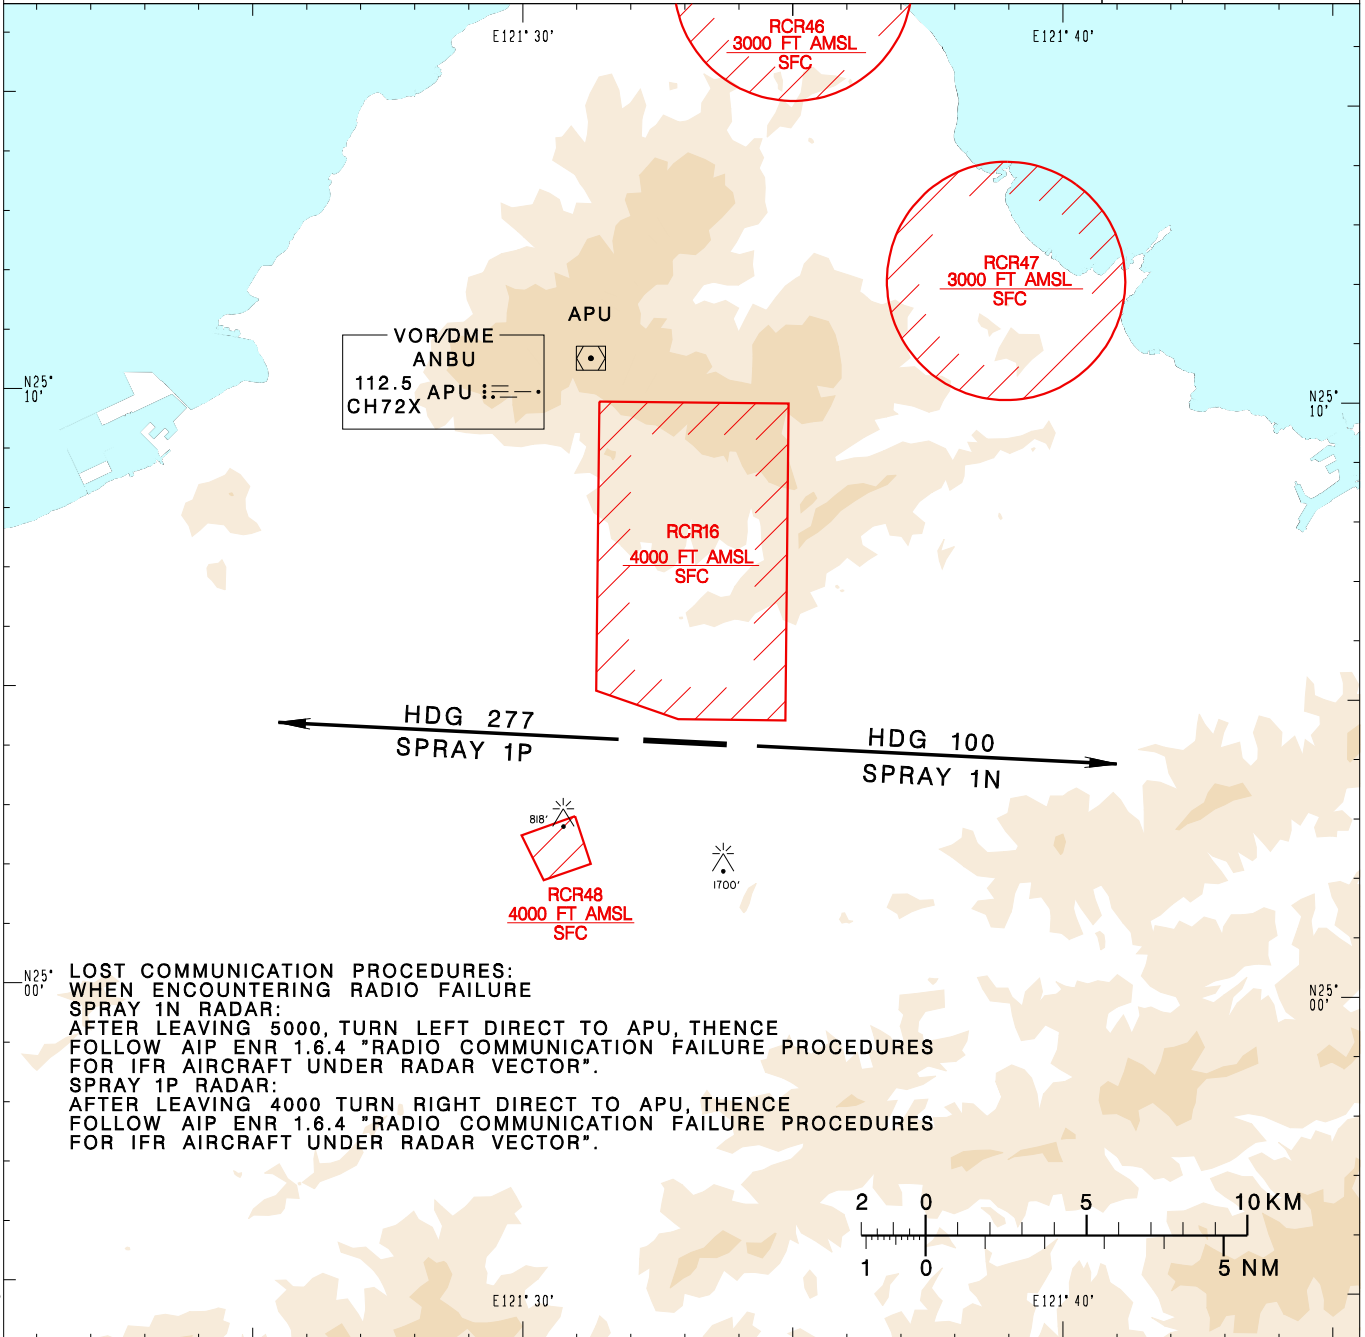 RCR46
3000 FT AMSL
SFC
E121° 30'
E121° 40'
RCR47
3000 FT AMSL
SFC
APU
VOR/DME
ANBU
112.5
APU
CH72X
N25°
10'
N25°
10'
RCR16
4000 FT AMSL
SFC
HDG 277
SPRAY 1P
HDG 100
SPRAY 1N
818'
1700'
RCR48
4000 FT AMSL
SFC
N25°
00'
N25°
00'
LOST COMMUNICATION PROCEDURES:
WHEN ENCOUNTERING RADIO FAILURE
SPRAY 1N RADAR:
AFTER LEAVING 5000, TURN LEFT DIRECT TO APU, THENCE
FOLLOW AIP ENR 1.6.4 "RADIO COMMUNICATION FAILURE PROCEDURES
FOR IFR AIRCRAFT UNDER RADAR VECTOR".
SPRAY 1P RADAR:
AFTER LEAVING 4000 TURN RIGHT DIRECT TO APU, THENCE
FOLLOW AIP ENR 1.6.4 "RADIO COMMUNICATION FAILURE PROCEDURES
FOR IFR AIRCRAFT UNDER RADAR VECTOR".
2 0 5 10 KM
1 0 5 NM
E121° 30'
E121° 40'